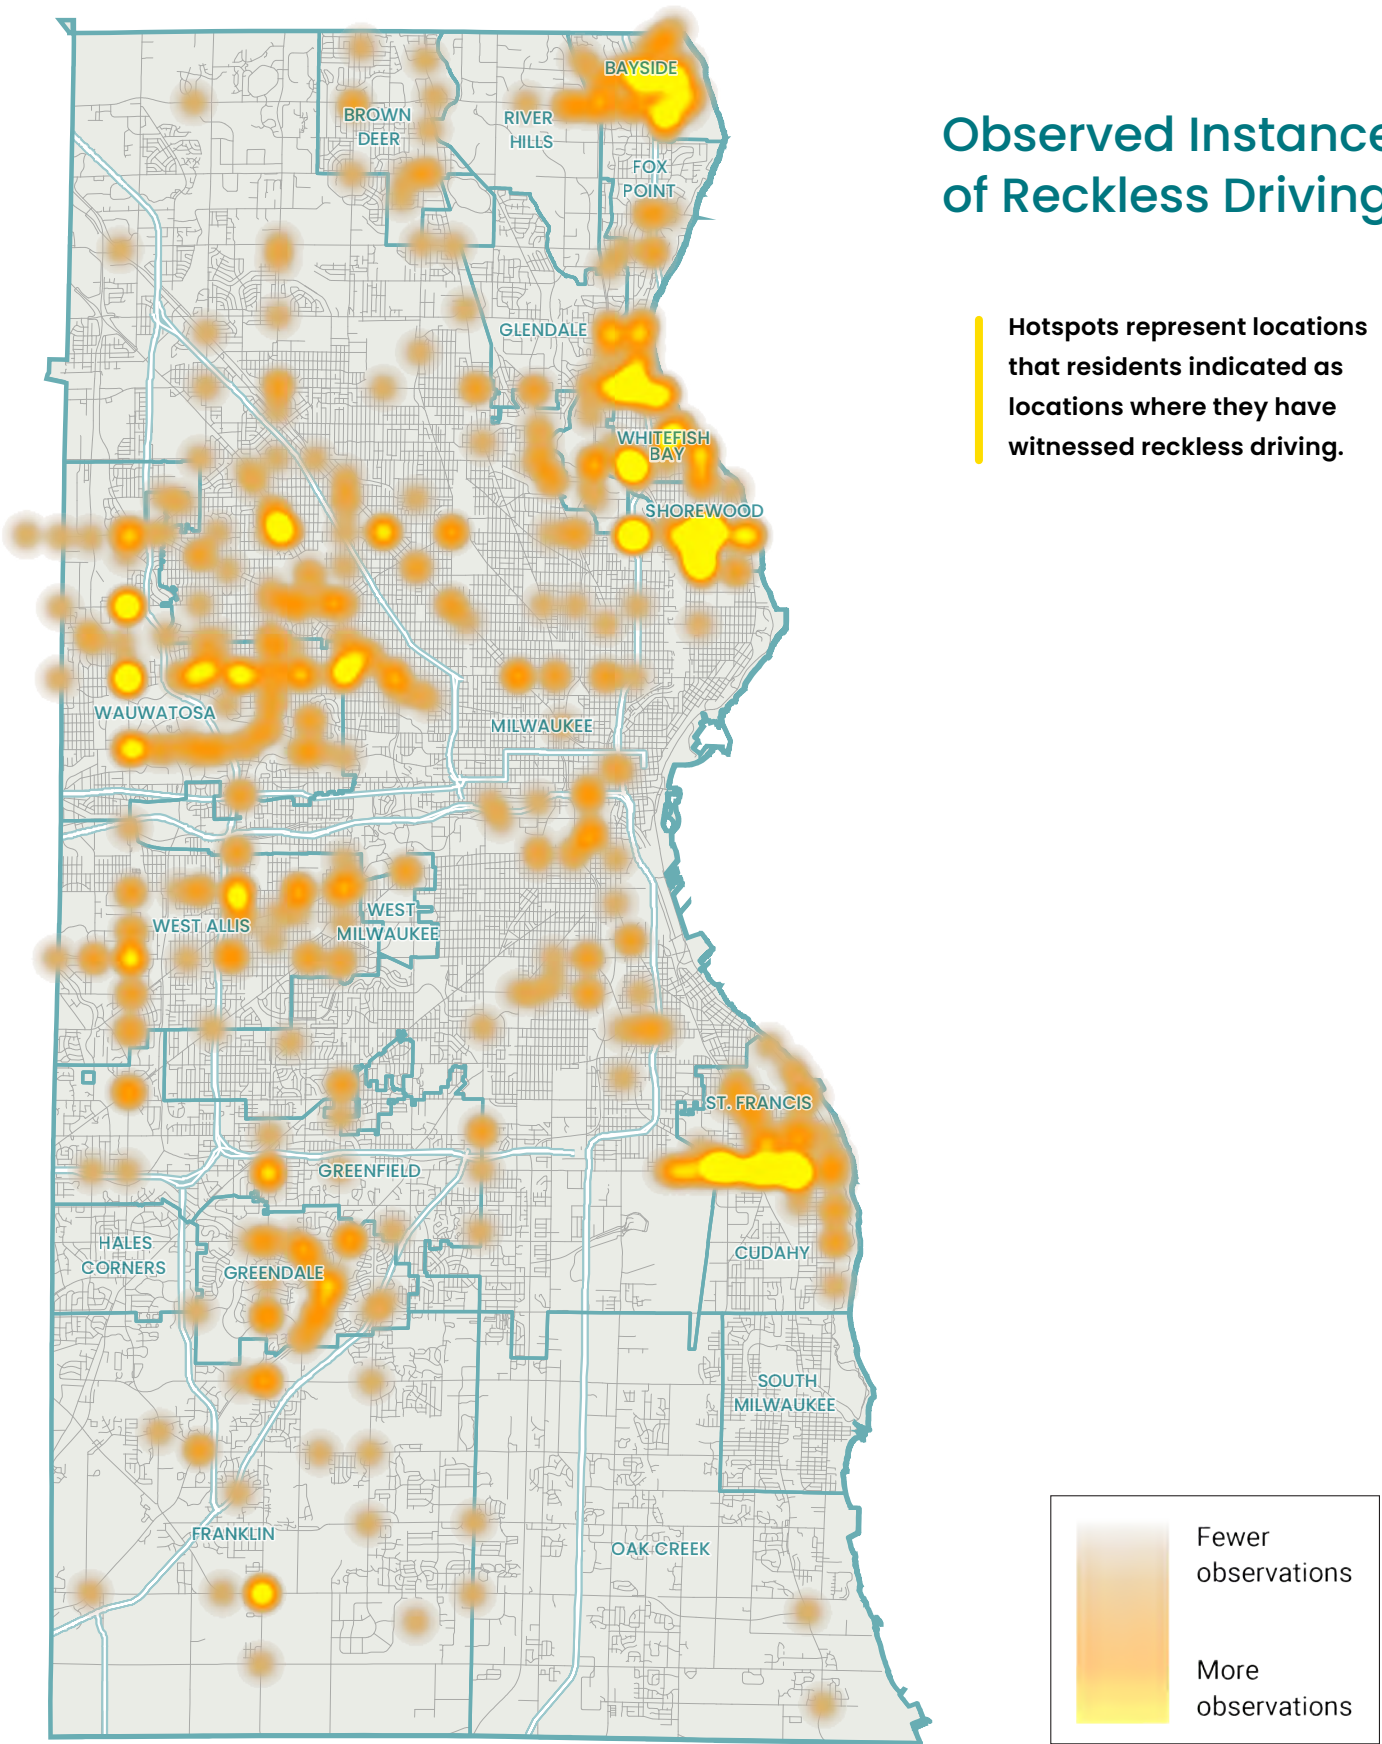 Observed Instance
of Reckless Driving
Hotspots represent locations
that residents indicated as
locations where they have
witnessed reckless driving.
BAYSIDE
BROWN
DEER
RIVER
HILLS
FOX
POINT
GLENDALE
WHITEFISH
BAY
SHOREWOOD
WAUWATOSA
MILWAUKEE
WEST ALLIS
WEST
MILWAUKEE
ST. FRANCIS
GREENFIELD
HALES
CORNERS
GREENDALE
CUDAHY
SOUTH
MILWAUKEE
FRANKLIN
OAK CREEK
Fewer
observations
More
observations